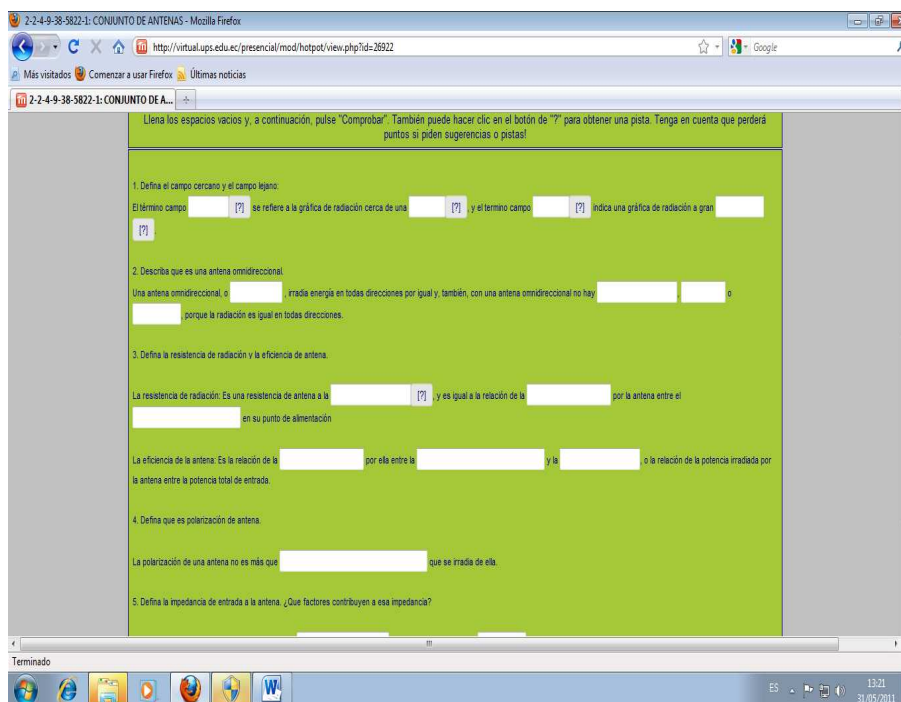 2-2-4-9-38-5822-1: CONJUNTO DE ANTENAS - Mozilla Firefox
http://virtual.ups.edu.ec/presencial/mod/hotpot/view.php?id=26922
Google
Más visitados Comenzar a usar Firefox Últimas noticias
2-2-4-9-38-5822-1: CONJUNTO DE A...
Llena los espacios vacios y, a continuación, pulse "Comprobar". También puede hacer clic en el botón de "?" para obtener una pista. Tenga en cuenta que perderá
puntos si piden sugerencias o pistas!
1. Defina el campo cercano y el campo lejano:
El término campo [?] se refiere a la gráfica de radiación cerca de una [?] , y el termino campo [?] indica una gráfica de radiación a gran
[?] .
2. Describa que es una antena omnidireccional.
Una antena omnidireccional, o , irradia energía en todas direcciones por igual y, también, con una antena omnidireccional no hay , o
, porque la radiación es igual en todas direcciones.
3. Defina la resistencia de radiación y la eficiencia de antena.
La resistencia de radiación: Es una resistencia de antena a la [?] , y es igual a la relación de la por la antena entre el
en su punto de alimentación
La eficiencia de la antena: Es la relación de la por ella entre la y la , o la relación de la potencia irradiada por
la antena entre la potencia total de entrada.
4. Defina que es polarización de antena.
La polarización de una antena no es más que que se irradia de ella.
5. Defina la impedancia de entrada a la antena. ¿Que factores contribuyen a esa impedancia?
Terminado
ES 13:21
31/05/2011